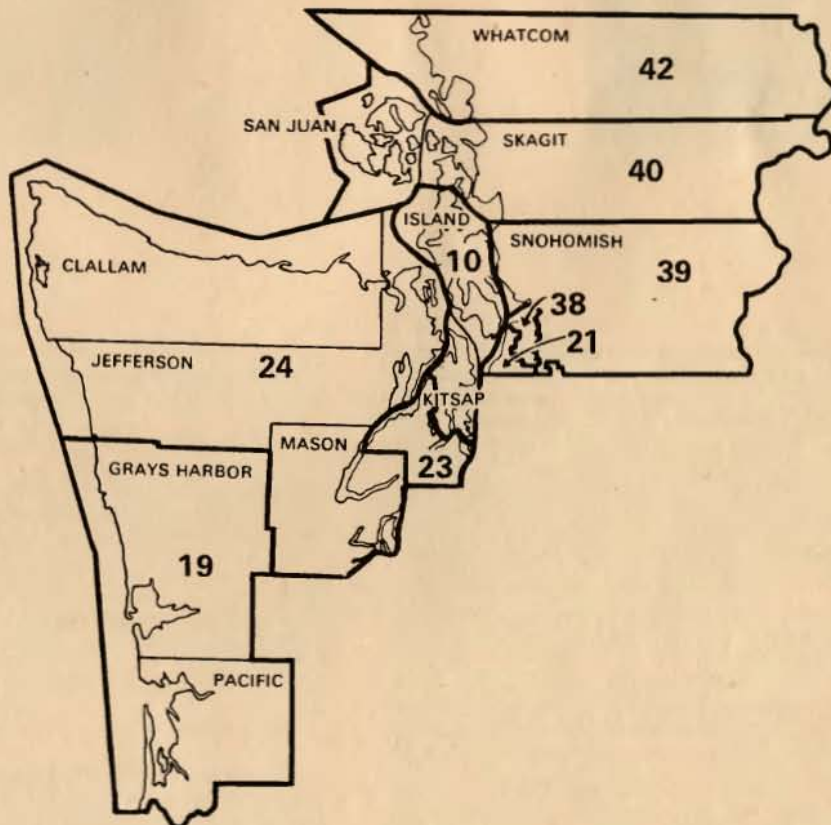 WHATCOM
42
SAN JUAN
SKAGIT
40
ISLAND
SNOHOMISH
CLALLAM
10
39
38
21
JEFFERSON
24
KITSAP
MASON
GRAYS HARBOR
23
19
PACIFIC